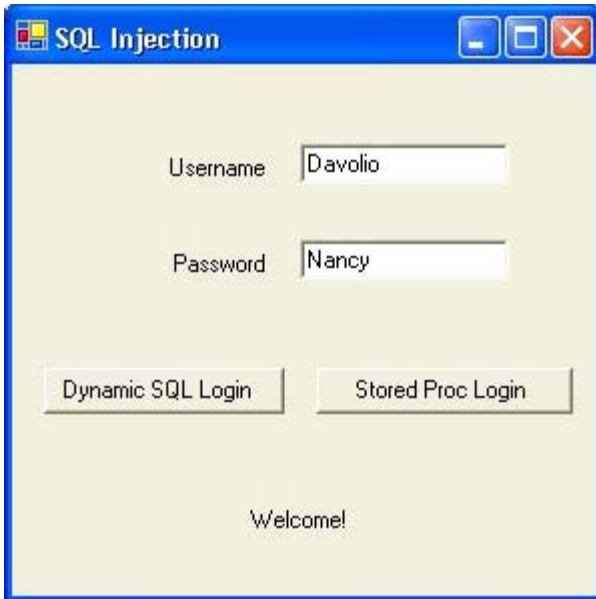 SQL Injection
Username Davolio
Password Nancy
Dynamic SQL Login Stored Proc Login
Welcome!